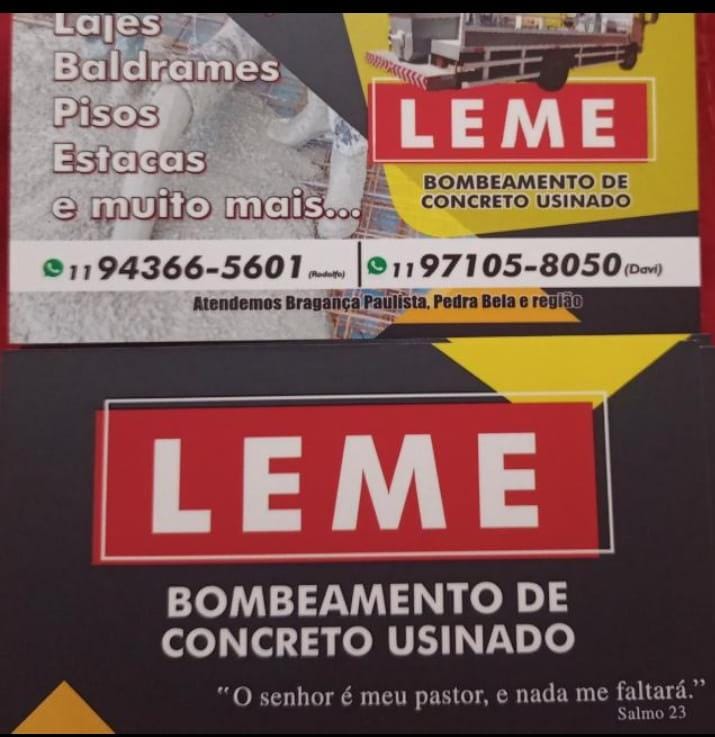 Lajes
Baldrames
Pisos
Estacas
e muito mais...
LEME
BOMBEAMENTO DE
CONCRETO USINADO
11 94366-5601 (Rodolfo) | 11 97105-8050 (Davi)
Atendemos Bragança Paulista, Pedra Bela e região
LEME
BOMBEAMENTO DE
CONCRETO USINADO
"O senhor é meu pastor, e nada me faltará."
Salmo 23